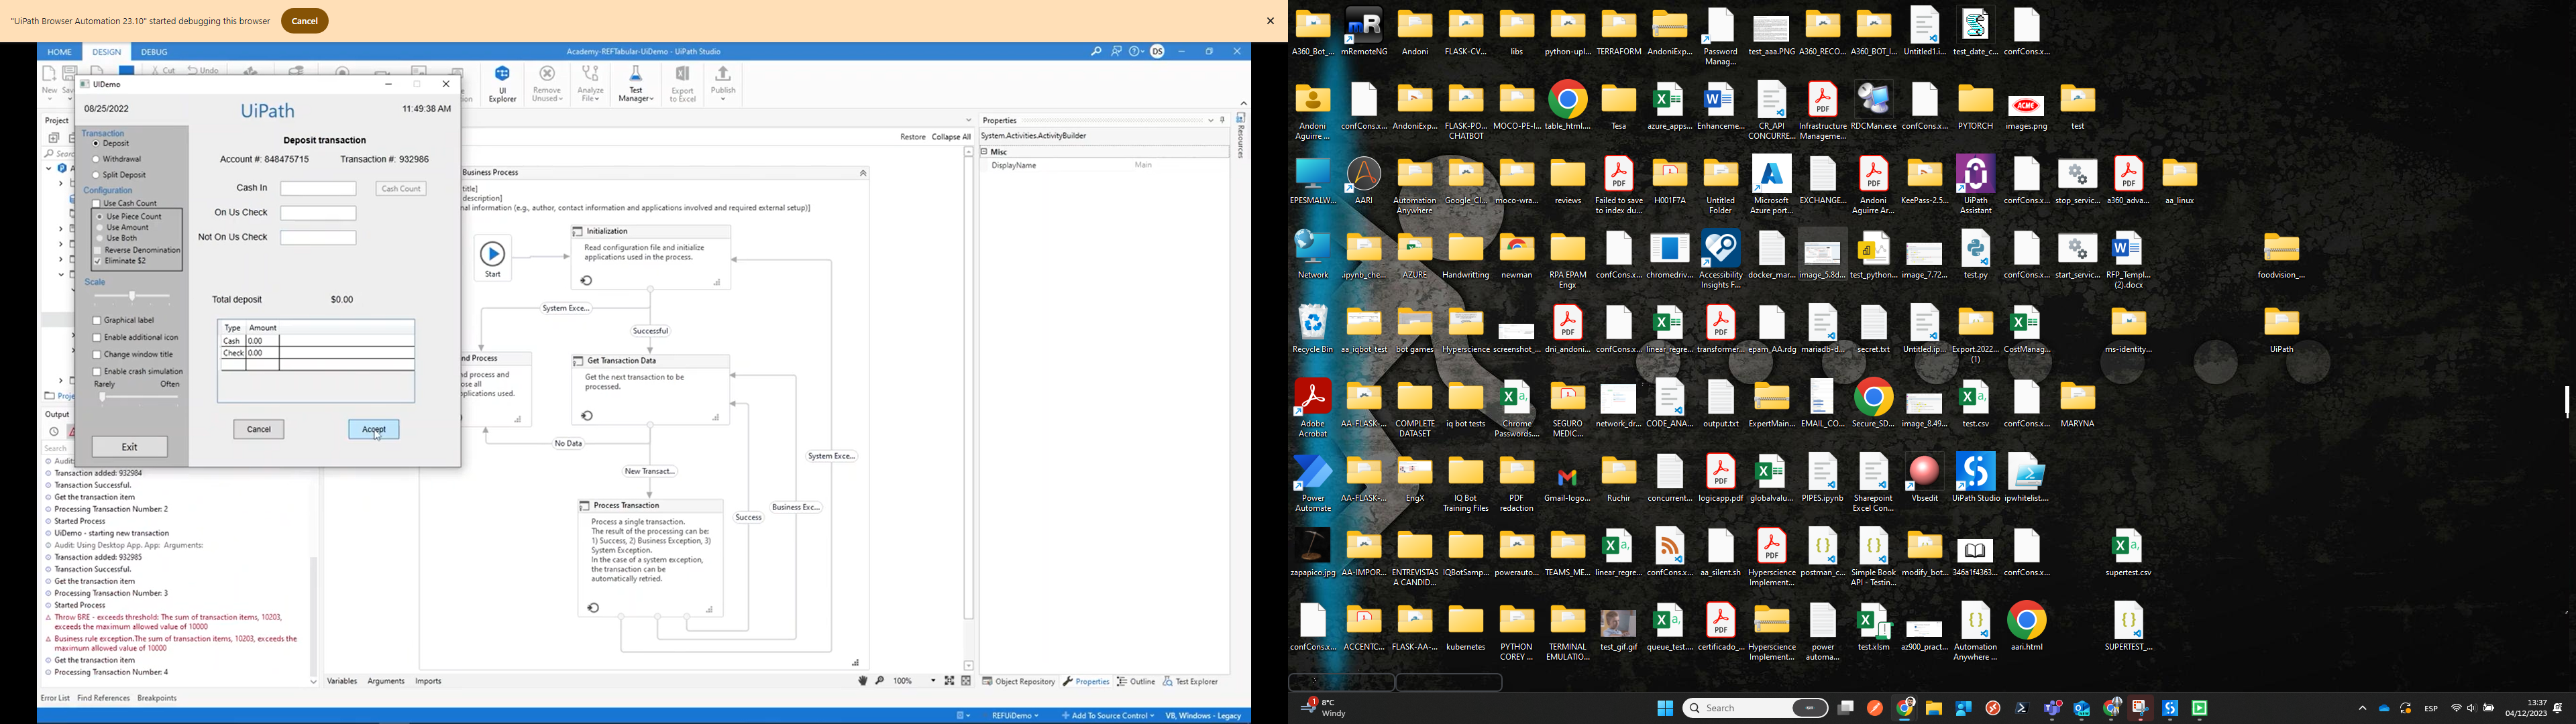 "UiPath Browser Automation 23.10" started debugging this browser
Cancel
HOME DESIGN DEBUG
Academy-REFTabular-UiDemo - UiPath Studio
DS
Cut Undo
New
UI Explorer
Remove Unused
Analyze File
Test Manager
Export to Excel
Publish
UIDemo
08/25/2022
UiPath
11:49:38 AM
Transaction
Deposit
Withdrawal
Split Deposit
Configuration
Use Cash Count
Use Piece Count
Use Amount
Use Both
Reverse Denomination
Eliminate $2
Scale
Graphical label
Enable additional icon
Change window title
Enable crash simulation
Rarely Often
Exit
Deposit transaction
Account #: 848475715 Transaction #: 932986
Cash In
Cash Count
On Us Check
Not On Us Check
Total deposit $0.00
Type Amount
Cash 0.00
Check 0.00
Cancel Accept
Project
Output
Search
Audit:
Transaction added: 932984
Transaction Successful.
Get the transaction item
Processing Transaction Number: 2
Started Process
UiDemo - starting new transaction
Audit: Using Desktop App. App: Arguments:
Transaction added: 932985
Transaction Successful.
Get the transaction item
Processing Transaction Number: 3
Started Process
Throw BRE - exceeds threshold: The sum of transaction items, 10203,
exceeds the maximum allowed value of 10000
Business rule exception.The sum of transaction items, 10203, exceeds the
maximum allowed value of 10000
Get the transaction item
Processing Transaction Number: 4
Error List Find References Breakpoints
Restore Collapse All
Business Process
title]
description]
nal information (e.g., author, contact information and applications involved and required external setup)]
Start
Initialization
Read configuration file and initialize
applications used in the process.
System Exce...
Successful
nd Process
nd process and
ose all
pplications used.
Get Transaction Data
Get the next transaction to be
processed.
No Data
New Transact...
System Exce...
Process Transaction
Process a single transaction.
The result of the processing can be:
1) Success, 2) Business Exception, 3)
System Exception.
In the case of a system exception,
the transaction can be
automatically retried.
Success
Business Exc...
Variables Arguments Imports
100%
Properties
System.Activities.ActivityBuilder
Misc
DisplayName Main
Resources
Object Repository Properties Outline Test Explorer
REFUiDemo Add To Source Control VB, Windows - Legacy
A360_Bot_... mRemoteNG Andoni FLASK-CV... libs python-upl... TERRAFORM AndoniExp... Password Manag... test_aaa.PNG A360_RECO... A360_BOT_I... Untitled1.i... test_date_c... confCons.x...
Andoni Aguirre ... confCons.x... AndoniExp... FLASK-PO... CHATBOT MOCO-PE-I... table_html.... Tesa azure_apps... Enhanceme... CR_API CONCURRE... Infrastructure Manageme... RDCMan.exe confCons.x... PYTORCH images.png test
EPESMALW... AARI Automation Anywhere Google_Cl... moco-wra... reviews Failed to save to index du... H001F7A Untitled Folder Microsoft Azure port... EXCHANGE... Andoni Aguirre Ar... KeePass-2.5... UiPath Assistant confCons.x... stop_servic... a360_adva... aa_linux
Network .ipynb_che... AZURE Handwritting newman RPA EPAM Engx confCons.x... chromedriv... Accessibility Insights F... docker_mar... image_5.8d... test_python... image_7.72... test.py confCons.x... start_servic... RFP_Templ... (2).docx foodvision_...
Recycle Bin aa_iqbot_test bot games Hyperscience screenshot_... dni_andoni... confCons.x... linear_regre... transformer... epam_AA.rdg mariadb-d... secret.txt Untitled.ip... Export.2022... (1) CostManag... ms-identity... UiPath
Adobe Acrobat AA-FLASK-... COMPLETE DATASET iq bot tests Chrome Passwords.... SEGURO MEDIC... network_dr... CODE_ANA... output.txt ExpertMain... EMAIL_CO... Secure_SD... image_8.49... test.csv confCons.x... MARYNA
Power Automate AA-FLASK-... EngX IQ Bot Training Files PDF redaction Gmail-logo... Ruchir concurrent... logicapp.pdf globalvalu... PIPES.ipynb Sharepoint Excel Con... Vbsedit UiPath Studio ipwhitelist....
zapapico.jpg AA-IMPOR... ENTREVISTAS A CANDID... IQBotSamp... powerauto... TEAMS_ME... linear_regre... confCons.x... aa_silent.sh Hyperscience Implement... postman_c... Simple Book API - Testin... modify_bot... 346a1f4363... confCons.x... supertest.csv
confCons.x... ACCENTC... FLASK-AA-... kubernetes PYTHON COREY ... TERMINAL EMULATIO... test_gif.gif queue_test.... certificado_... Hyperscience Implement... power automa... test.xlsm az900_pract... Automation Anywhere ... aari.html SUPERTEST_...
8°C
Windy
Search
ESP
13:37
04/12/2023